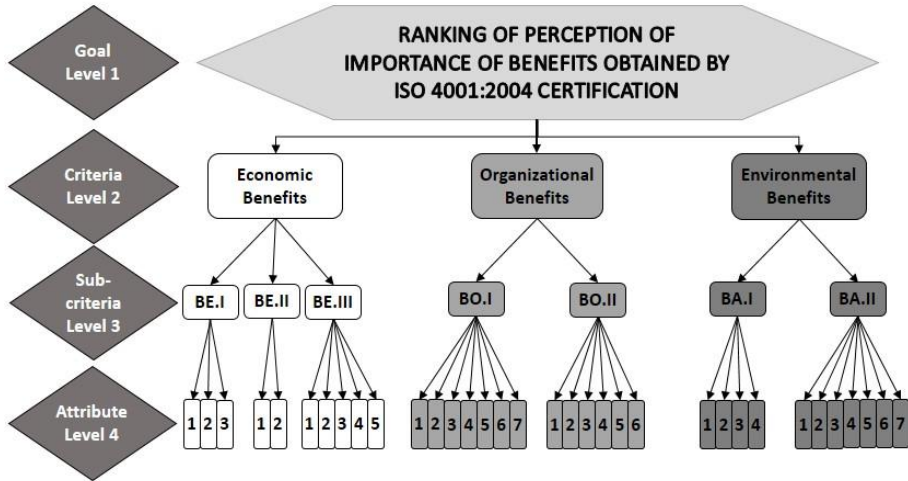 Goal
Level 1
RANKING OF PERCEPTION OF
IMPORTANCE OF BENEFITS OBTAINED BY
ISO 4001:2004 CERTIFICATION
Criteria
Level 2
Economic
Benefits
Organizational
Benefits
Environmental
Benefits
Sub-
criteria
Level 3
BE.I
BE.II
BE.III
BO.I
BO.II
BA.I
BA.II
Attribute
Level 4
1 2 3
1 2
1 2 3 4 5
1 2 3 4 5 6 7
1 2 3 4 5 6
1 2 3 4
1 2 3 4 5 6 7